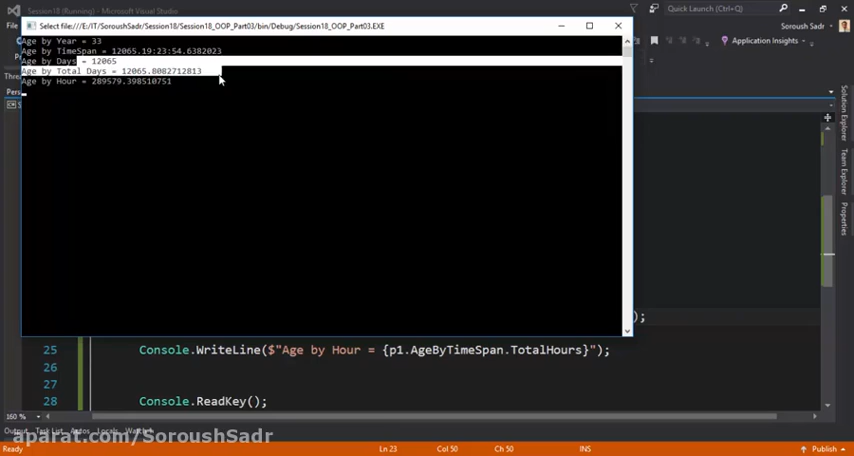 Session18 (Running) - Microsoft Visual Studio
Quick Launch (Ctrl+Q)
Select file:///E:/IT/SoroushSadr/Session18/Session18_OOP_Part03/bin/Debug/Session18_OOP_Part03.EXE
Soroush Sadr
Application Insights
Age by Year = 33
Age by TimeSpan = 12065.19:23:54.6382023
Age by Days = 12065
Age by Total Days = 12065.8082712813
Age by Hour = 289579.398510751
Solution Explorer
Team Explorer
Properties
);
25 Console.WriteLine($"Age by Hour = {p1.AgeByTimeSpan.TotalHours}");
26
27
28 Console.ReadKey();
160 %
Output
Autos
Locals
aparat.com/SoroushSadr
Ready
Ln 23
Col 50
Ch 50
INS
Publish